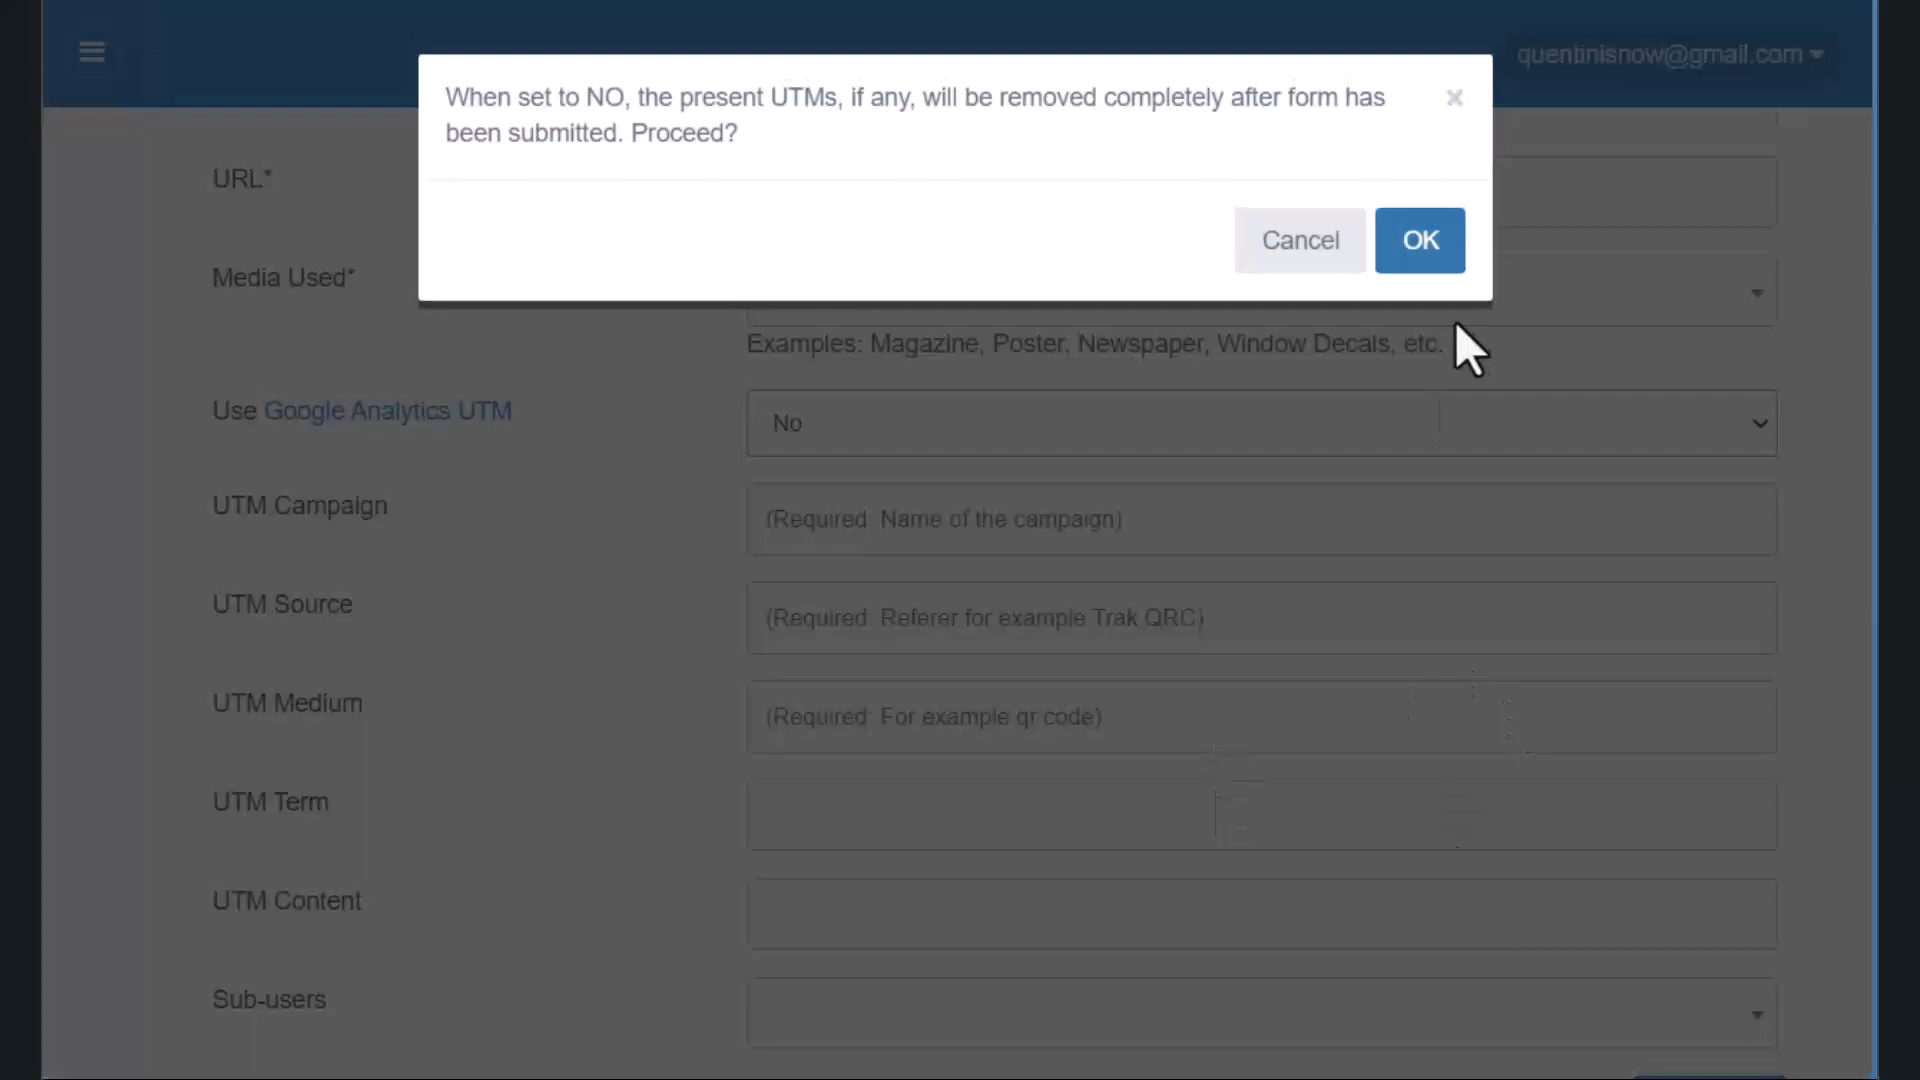 quentinisnow@gmail.com
When set to NO, the present UTMs, if any, will be removed completely after form has
been submitted. Proceed?
×
Cancel
OK
URL*
Media Used*
Examples: Magazine, Poster, Newspaper, Window Decals, etc.
Use Google Analytics UTM
No
UTM Campaign
(Required: Name of the campaign)
UTM Source
(Required: Referer for example Trak QRC)
UTM Medium
(Required: For example qr code)
UTM Term
UTM Content
Sub-users